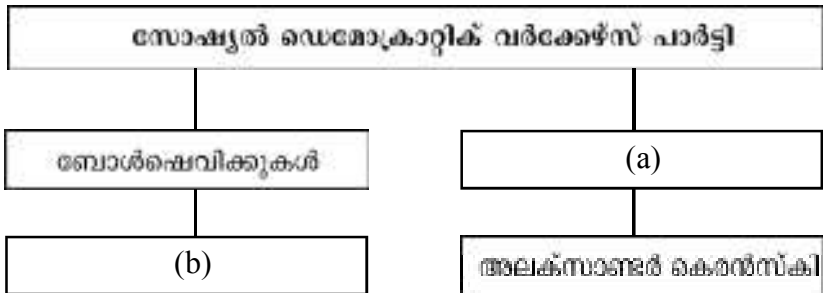 സോഷ്യൽ ഡെമോക്രാറ്റിക് വർക്കേഴ്സ് പാർട്ടി
ബോൾഷെവിക്കുകൾ
(a)
(b)
അലക്സാണ്ടർ കെരൻസ്കി